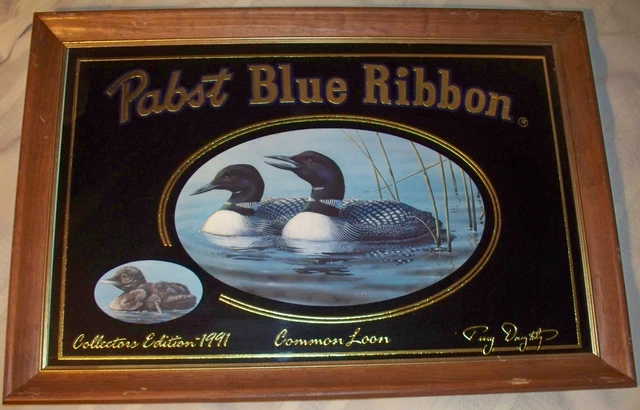 Pabst Blue Ribbon ®
Collectors Edition-1991 Common Loon